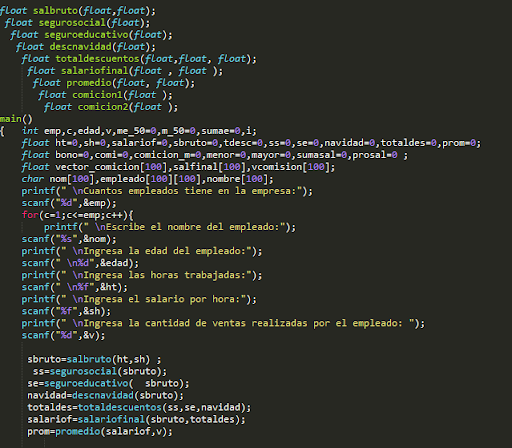 float salbruto(float,float);
float segurosocial(float);
float seguroeducativo(float);
float descnavidad(float);
float totaldescuentos(float,float, float);
float salariofinal(float , float );
float promedio(float, float);
float comicion1(float );
float comicion2(float );
main()
{   int emp,c,edad,v,me_50=0,m_50=0,sumae=0,i;
float ht=0,sh=0,salariof=0,sbruto=0,tdesc=0,ss=0,se=0,navidad=0,totaldes=0,prom=0;
float bono=0,comi=0,comicion_m=0,menor=0,mayor=0,sumasal=0,prosal=0 ;
float vector_comicion[100],salfinal[100],vcomision[100];
char nom[100],empleado[100][100],nombre[100];
printf(" \nCuantos empleados tiene en la empresa:");
scanf("%d",&emp);
for(c=1;c<=emp;c++){
printf(" \nEscribe el nombre del empleado:");
scanf("%s",&nom);
printf(" \nIngresa la edad del empleado:");
scanf(" \n%d",&edad);
printf(" \nIngresa las horas trabajadas:");
scanf(" \n%f",&ht);
printf(" \nIngresa el salario por hora:");
scanf("%f",&sh);
printf(" \nIngresa la cantidad de ventas realizadas por el empleado: ");
scanf("%d",&v);
sbruto=salbruto(ht,sh) ;
ss=segurosocial(sbruto);
se=seguroeducativo(  sbruto);
navidad=descnavidad(sbruto);
totaldes=totaldescuentos(ss,se,navidad);
salariof=salariofinal(sbruto,totaldes);
prom=promedio(salariof,v);